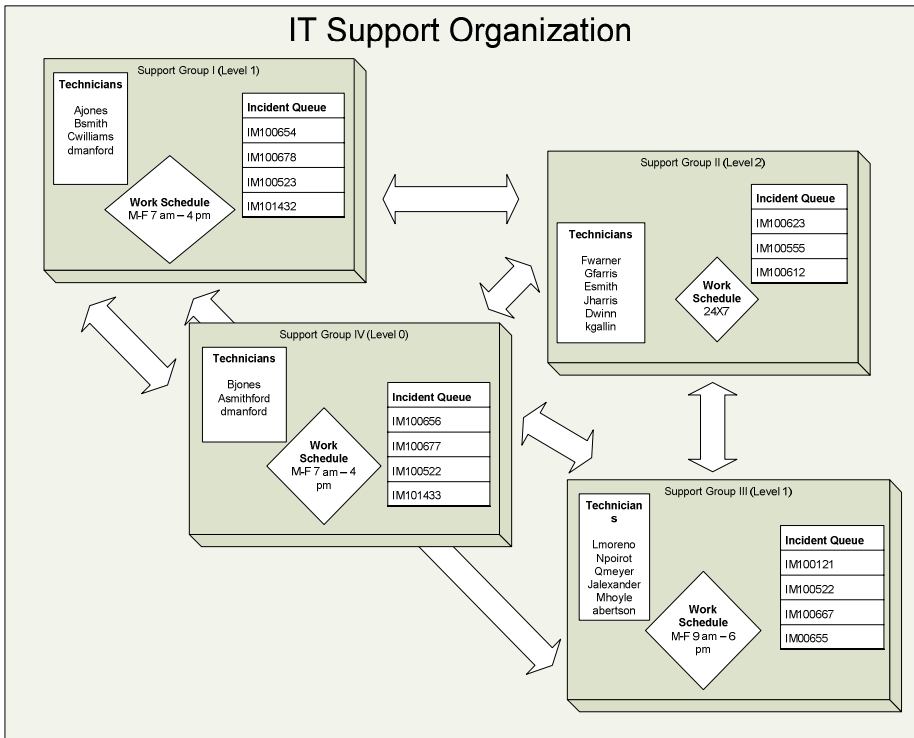 IT Support Organization
Support Group I (Level 1)
Technicians
Ajones
Bsmith
Cwilliams
dmanford
Work Schedule
M-F 7 am – 4 pm
Incident Queue
IM100654
IM100678
IM100523
IM101432
Support Group II (Level 2)
Technicians
Fwarner
Gfarris
Esmith
Jharris
Dwinn
kgallin
Work
Schedule
24X7
Incident Queue
IM100623
IM100555
IM100612
Support Group IV (Level 0)
Technicians
Bjones
Asmithford
dmanford
Work
Schedule
M-F 7 am – 4
pm
Incident Queue
IM100656
IM100677
IM100522
IM101433
Support Group III (Level 1)
Technician
s
Lmoreno
Npoirot
Qmeyer
Jalexander
Mhoyle
abertson
Work
Schedule
M-F 9 am – 6
pm
Incident Queue
IM100121
IM100522
IM100667
IM00655